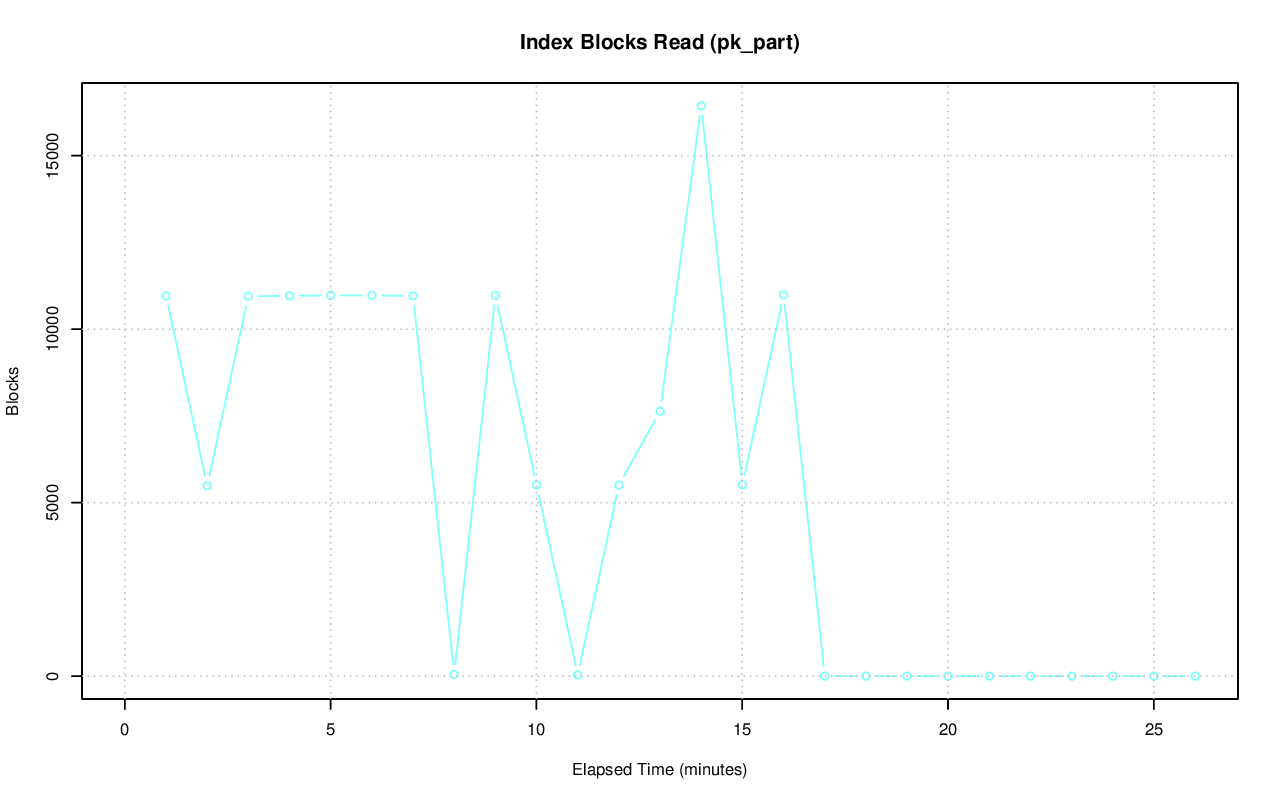 Index Blocks Read (pk_part)
Blocks
15000
10000
5000
0
0 5 10 15 20 25
Elapsed Time (minutes)